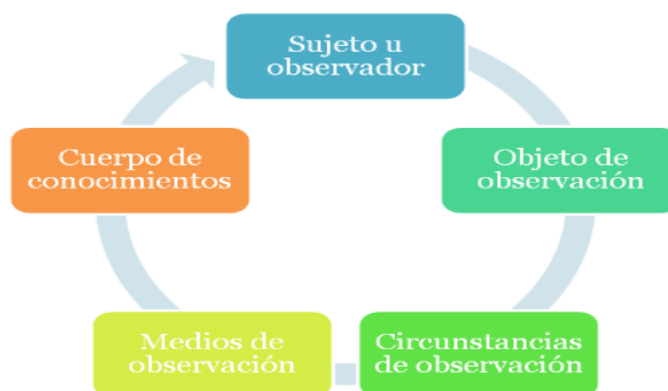 Sujeto u
observador
Objeto de
observación
Circunstancias
de observación
Medios de
observación
Cuerpo de
conocimientos